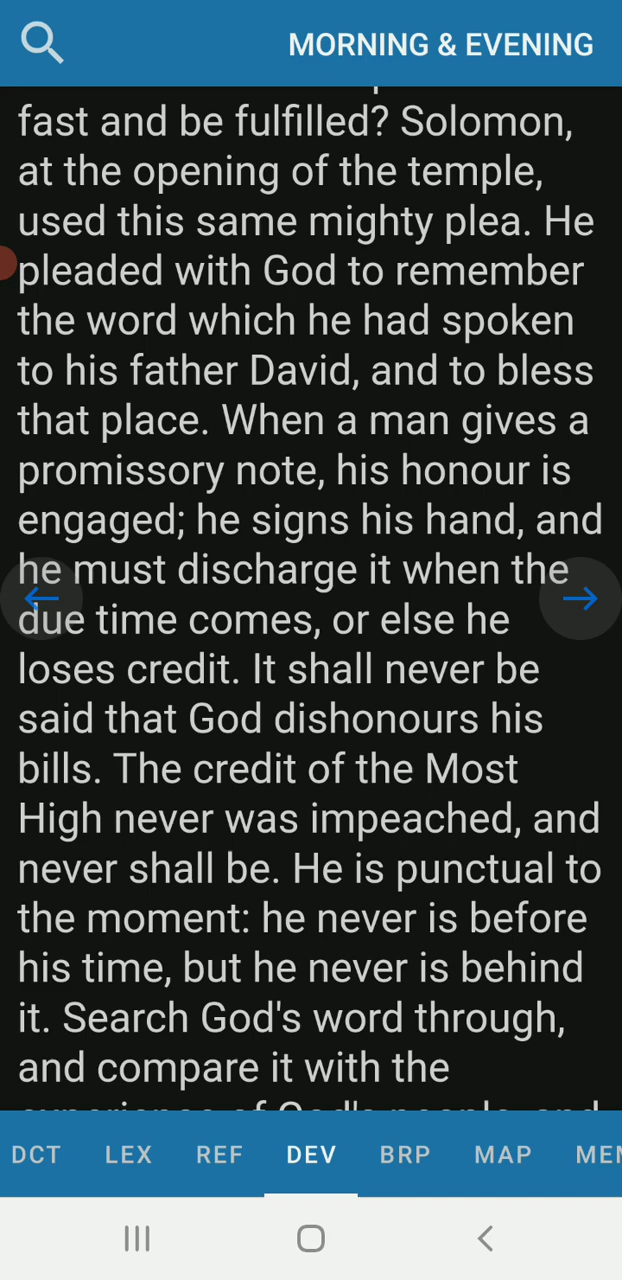 MORNING & EVENING
fast and be fulfilled? Solomon,
at the opening of the temple,
used this same mighty plea. He
pleaded with God to remember
the word which he had spoken
to his father David, and to bless
that place. When a man gives a
promissory note, his honour is
engaged; he signs his hand, and
he must discharge it when the
due time comes, or else he
loses credit. It shall never be
said that God dishonours his
bills. The credit of the Most
High never was impeached, and
never shall be. He is punctual to
the moment: he never is before
his time, but he never is behind
it. Search God's word through,
and compare it with the
experience of God's people, and
DCT LEX REF DEV BRP MAP